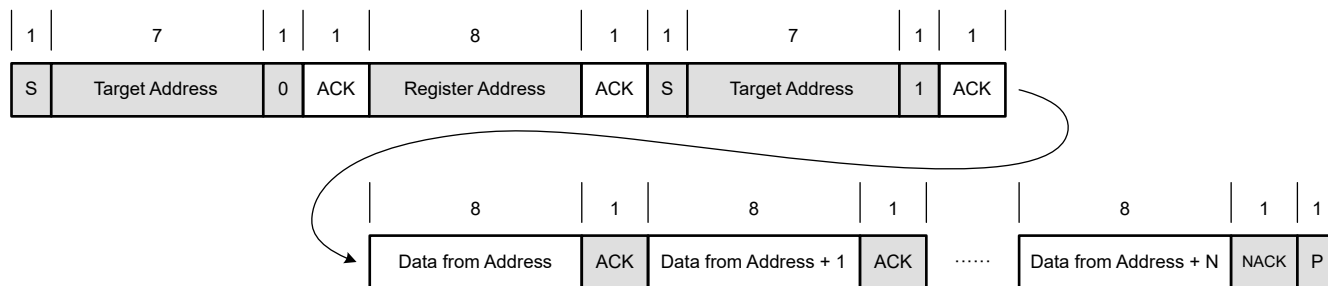 1 7 1 1 8 1 1 7 1 1
S Target Address 0 ACK Register Address ACK S Target Address 1 ACK
8 1 8 1 8 1 1
Data from Address ACK Data from Address + 1 ACK ...... Data from Address + N NACK P